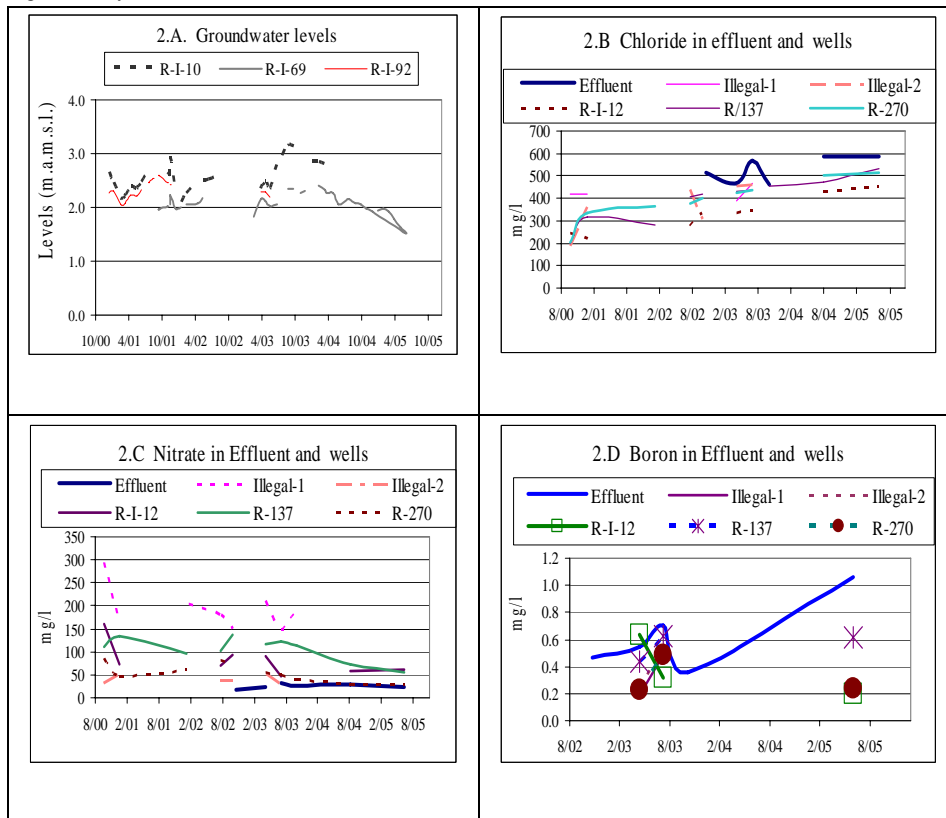 2.A. Groundwater levels
R-I-10 R-I-69 R-I-92
4.0
3.0
2.0
1.0
0.0
Levels (m.a.m.s.l.)
10/00 4/01 10/01 4/02 10/02 4/03 10/03 4/04 10/04 4/05 10/05
2.B Chloride in effluent and wells
Effluent Illegal-1 Illegal-2
R-I-12 R/137 R-270
700
600
500
400
300
200
100
0
mg/l
8/00 2/01 8/01 2/02 8/02 2/03 8/03 2/04 8/04 2/05 8/05
2.C Nitrate in Effluent and wells
Effluent Illegal-1 Illegal-2
R-I-12 R-137 R-270
350
300
250
200
150
100
50
0
mg/l
8/00 2/01 8/01 2/02 8/02 2/03 8/03 2/04 8/04 2/05 8/05
2.D Boron in Effluent and wells
Effluent Illegal-1 Illegal-2
R-I-12 R-137 R-270
1.2
1.0
0.8
0.6
0.4
0.2
0.0
mg/l
8/02 2/03 8/03 2/04 8/04 2/05 8/05